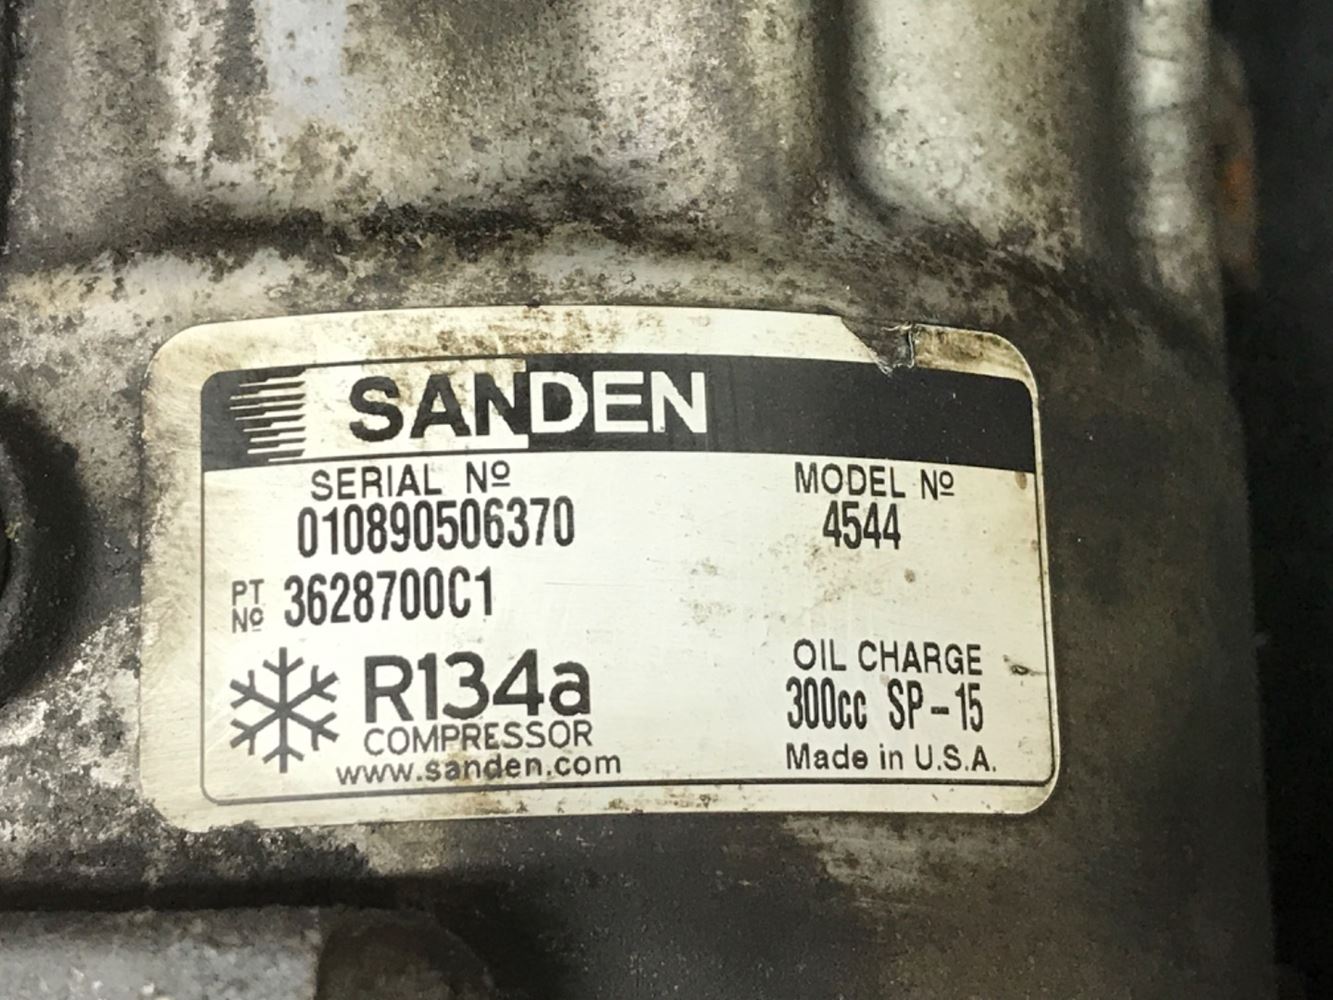 SANDEN
SERIAL Nº MODEL Nº
010890506370 4544
PT Nº 3628700C1
R134a OIL CHARGE
COMPRESSOR 300cc SP-15
www.sanden.com Made in U.S.A.